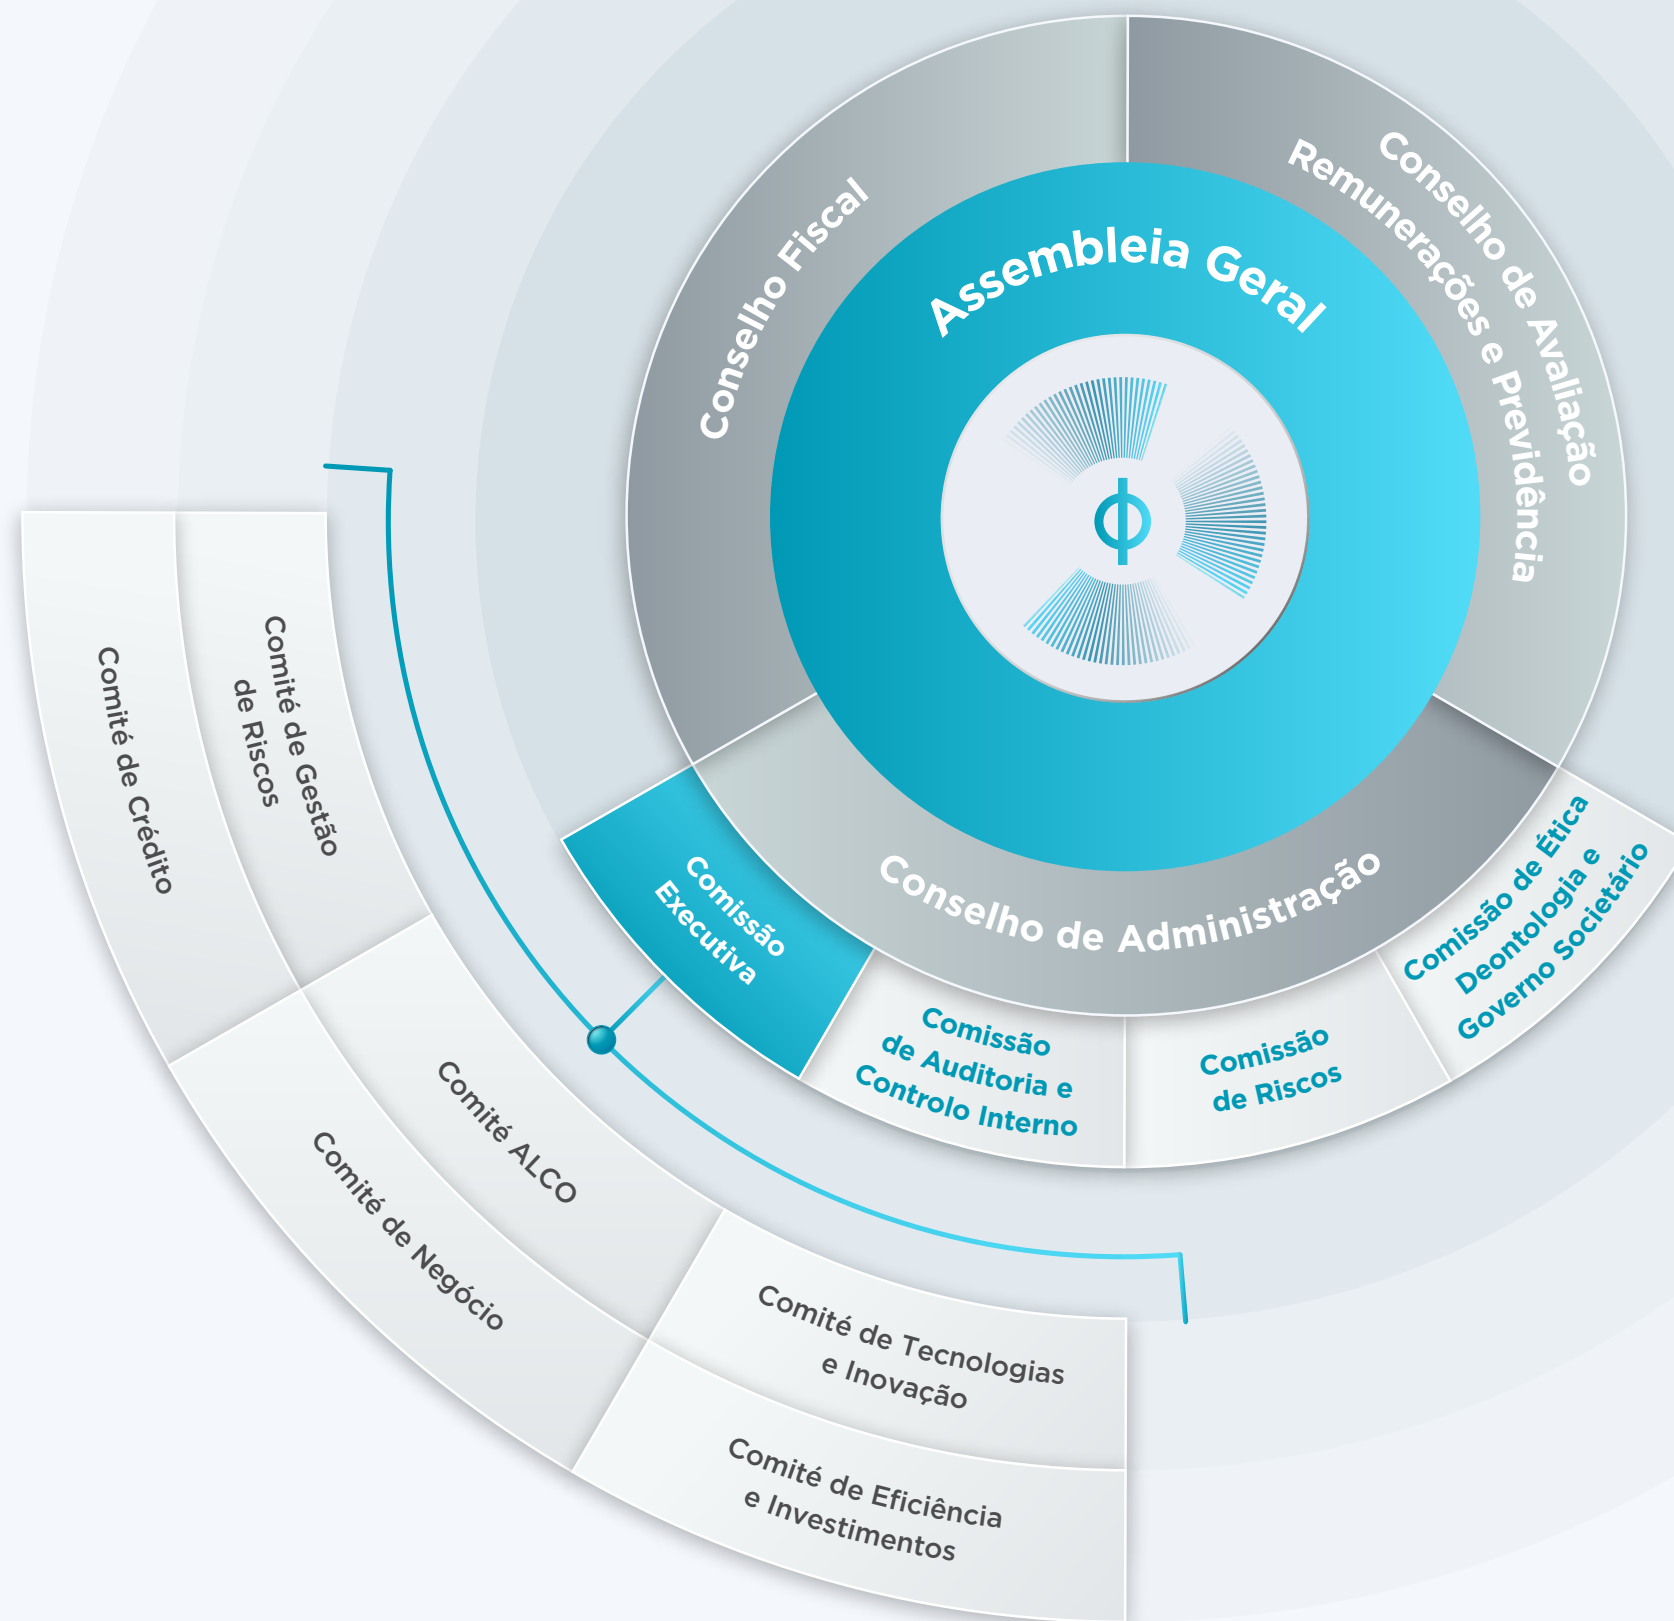 Conselho de Avaliação
Remunerações e Previdência
Conselho Fiscal
Assembleia Geral
Conselho de Administração
Comissão
Executiva
Comissão
de Auditoria e
Controlo Interno
Comissão
de Riscos
Comissão de Ética
Deontologia e
Governo Societário
Comité de Gestão
de Riscos
Comité de Crédito
Comité ALCO
Comité de Negócio
Comité de Tecnologias
e Inovação
Comité de Eficiência
e Investimentos